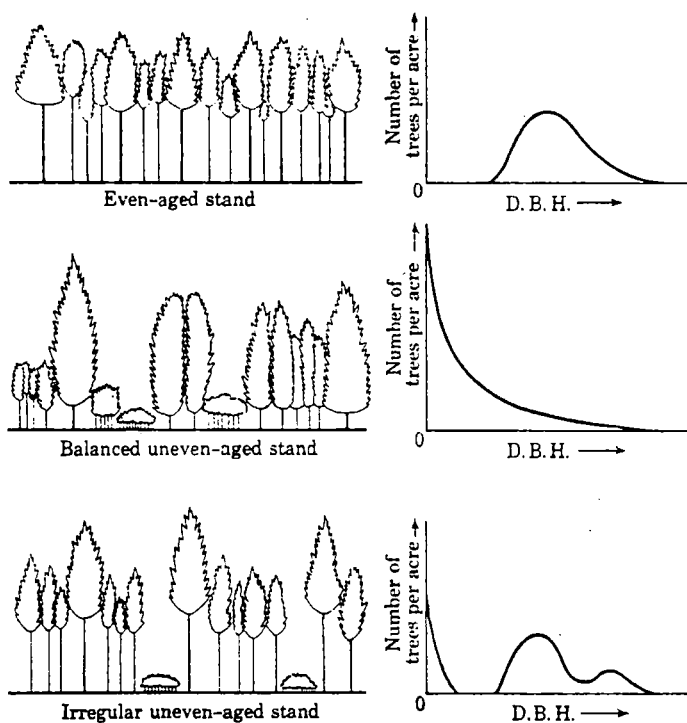 Number of
trees per acre
0
D. B. H.
Even-aged stand
Number of
trees per acre
0
D. B. H.
Balanced uneven-aged stand
Number of
trees per acre
0
D. B. H.
Irregular uneven-aged stand